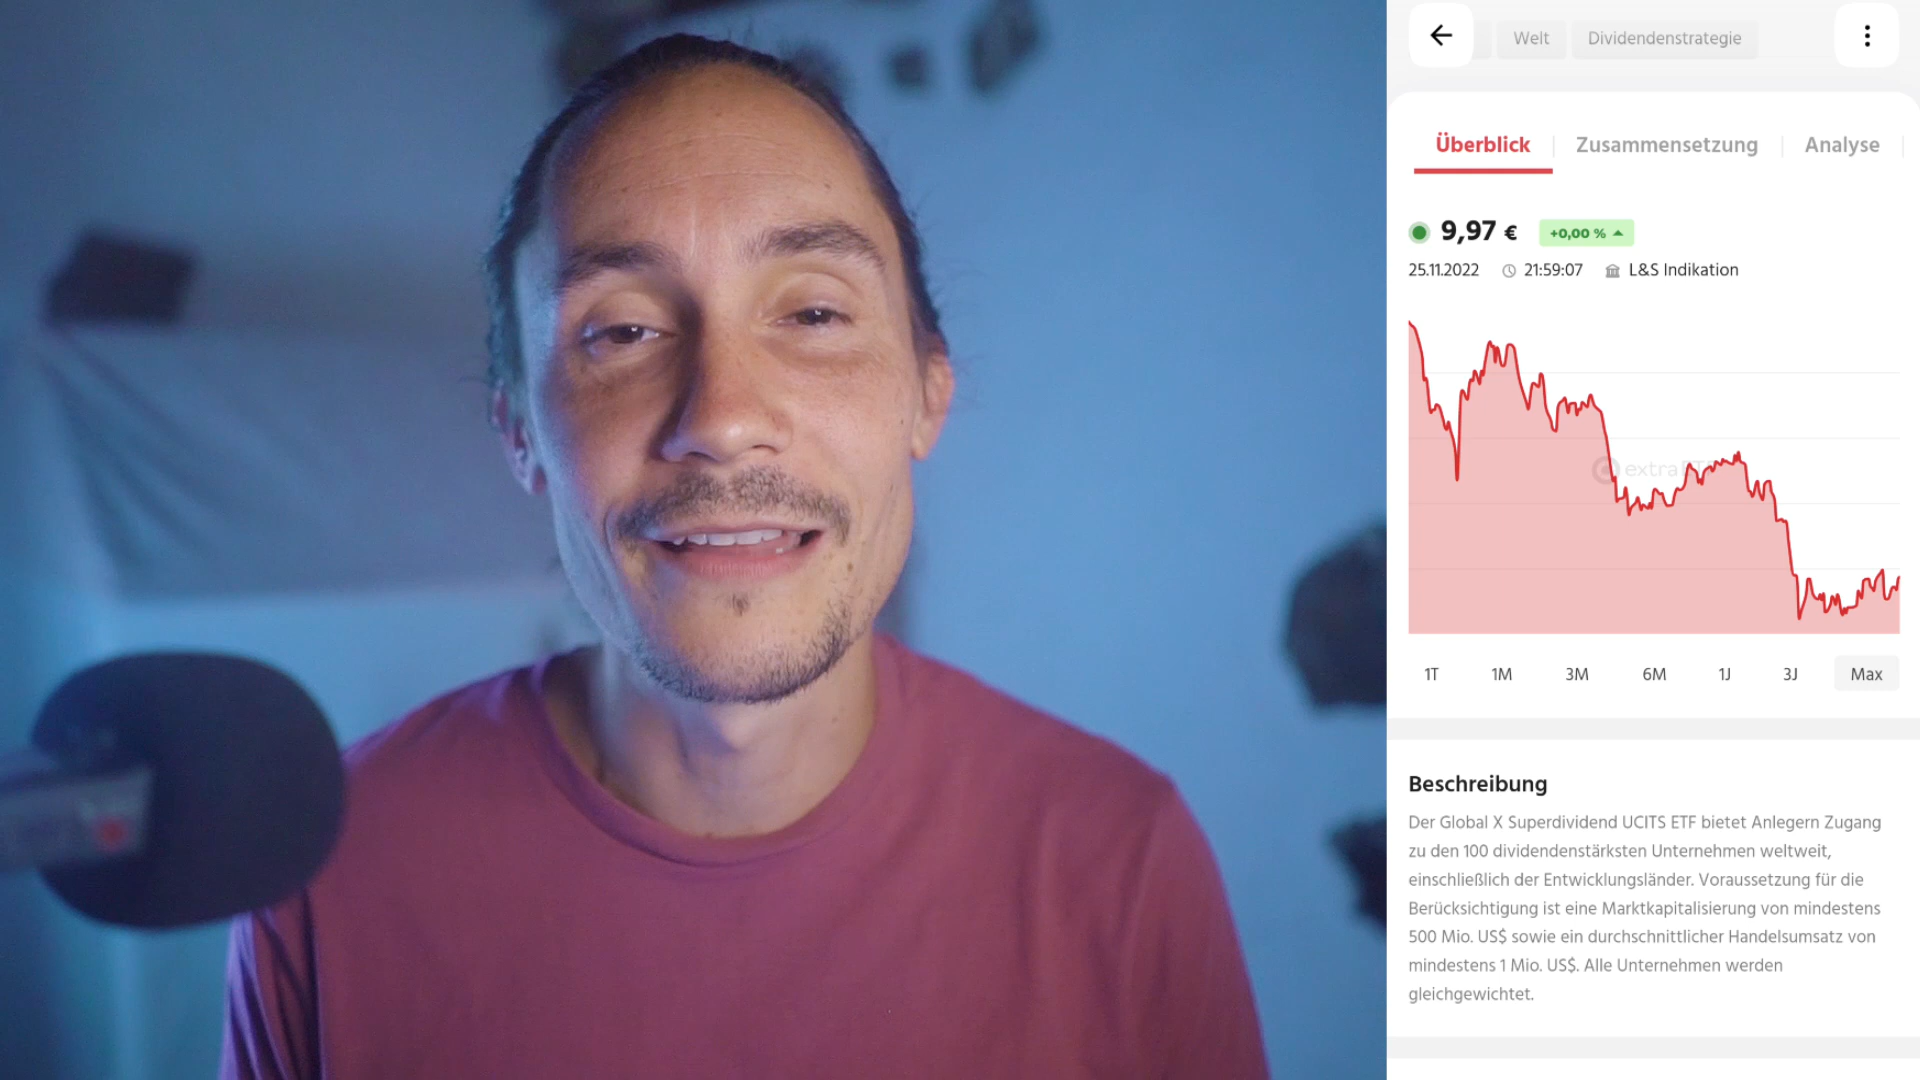 Welt
Dividendenstrategie
Überblick
Zusammensetzung
Analyse
9,97 €
+0,00 %
25.11.2022
21:59:07
L&S Indikation
extra
1T
1M
3M
6M
1J
3J
Max
Beschreibung
Der Global X Superdividend UCITS ETF bietet Anlegern Zugang
zu den 100 dividendenstärksten Unternehmen weltweit,
einschließlich der Entwicklungsländer. Voraussetzung für die
Berücksichtigung ist eine Marktkapitalisierung von mindestens
500 Mio. US$ sowie ein durchschnittlicher Handelsumsatz von
mindestens 1 Mio. US$. Alle Unternehmen werden
gleichgewichtet.